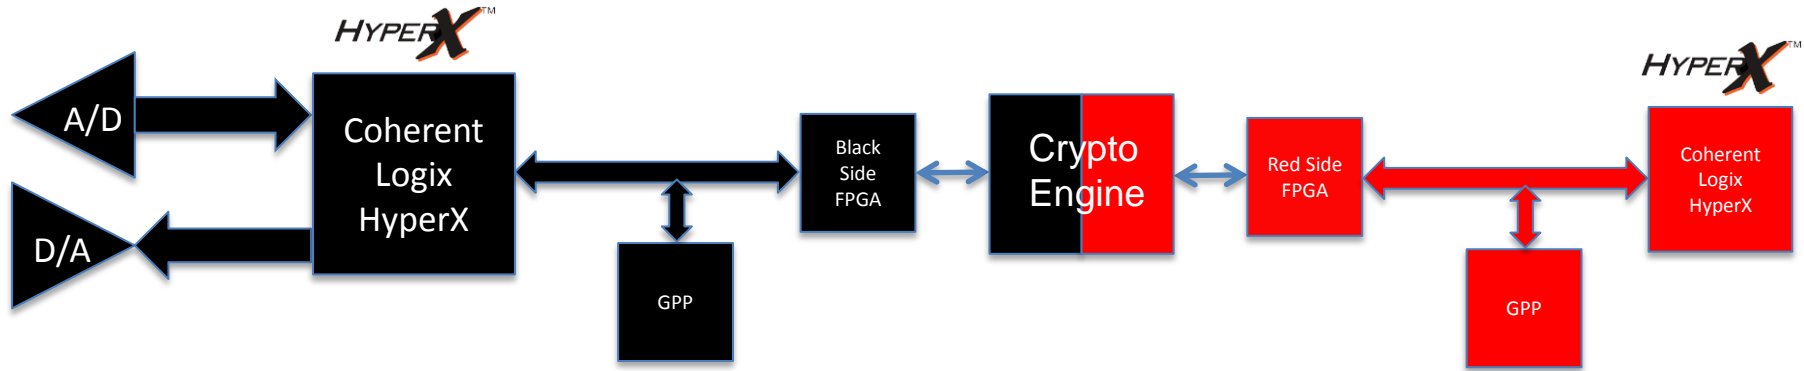 HYPERX™
HYPERX™
A/D
D/A
Coherent
Logix
HyperX
GPP
Black
Side
FPGA
Crypto
Engine
Red Side
FPGA
GPP
Coherent
Logix
HyperX